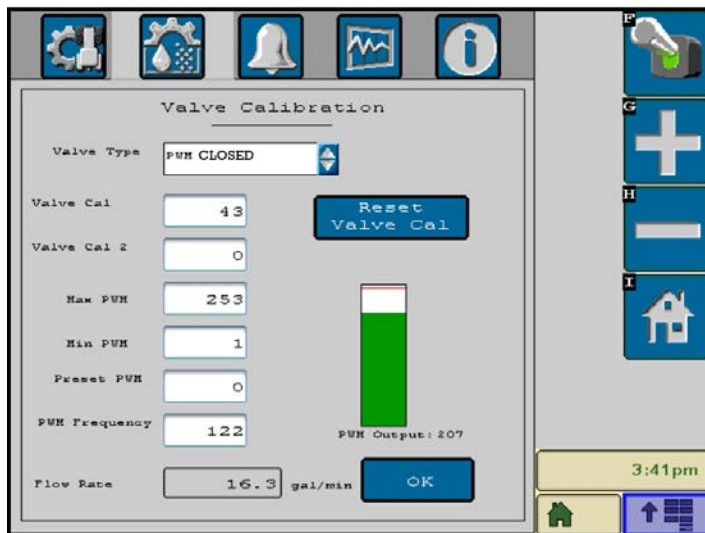 F
Valve Calibration
G
Valve Type PWM CLOSED
Valve Cal 43
Reset
Valve Cal
H
Valve Cal 2 0
I
Max PWM 253
Min PWM 1
Preset PWM 0
PWM Frequency 122
PWM Output: 207
Flow Rate 16.3 gal/min OK
3:41pm